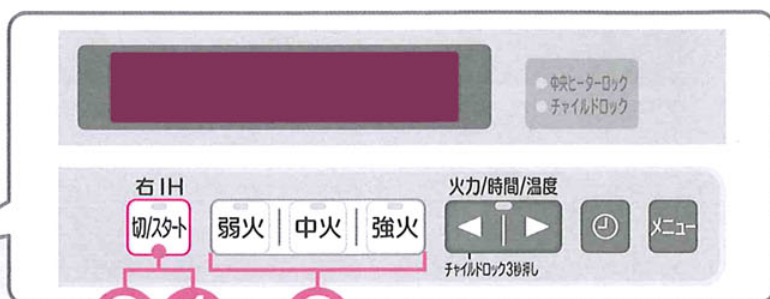 中央ヒーターロック
チャイルドロック
右IH
切/スタート
弱火 中火 強火
火力/時間/温度
メニュー
チャイルドロック3秒押し